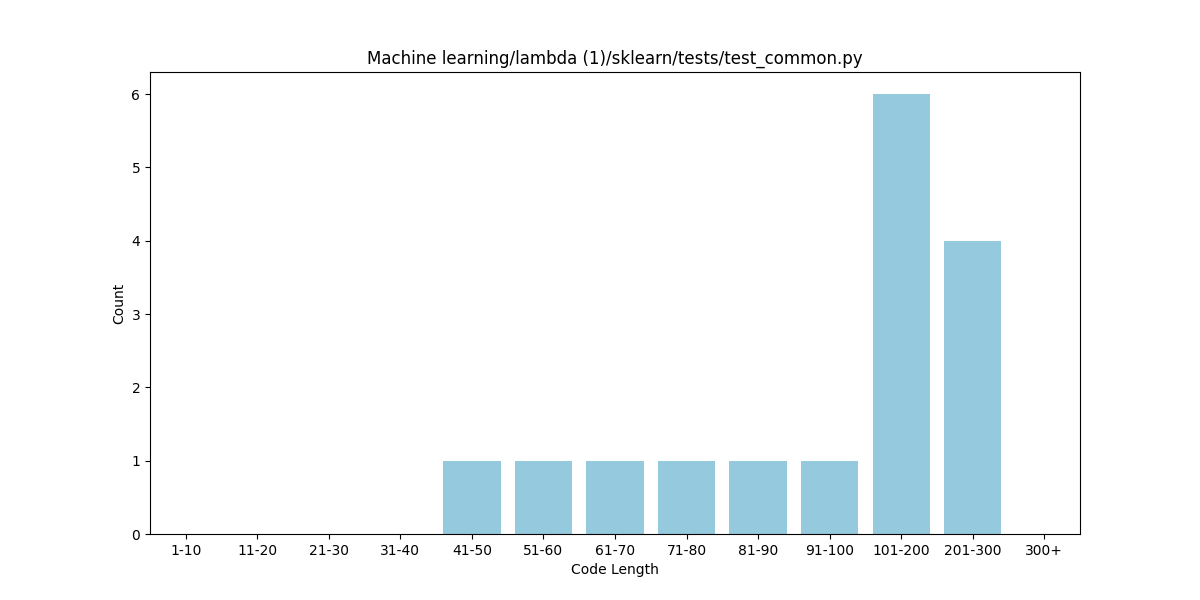 Machine learning/lambda (1)/sklearn/tests/test_common.py
6
5
4
3
2
1
0
Count
1-10 11-20 21-30 31-40 41-50 51-60 61-70 71-80 81-90 91-100 101-200 201-300 300+
Code Length